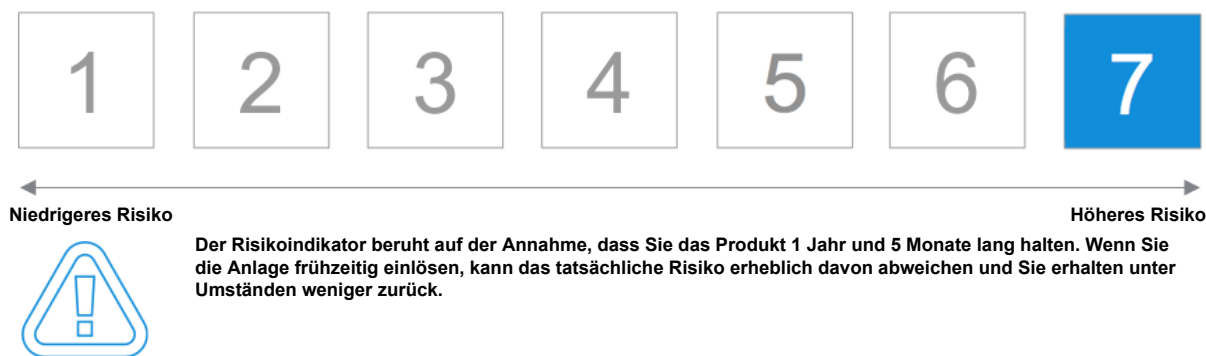 1 2 3 4 5 6 7
Niedrigeres Risiko Höheres Risiko
Der Risikoindikator beruht auf der Annahme, dass Sie das Produkt 1 Jahr und 5 Monate lang halten. Wenn Sie
die Anlage frühzeitig einlösen, kann das tatsächliche Risiko erheblich davon abweichen und Sie erhalten unter
Umständen weniger zurück.